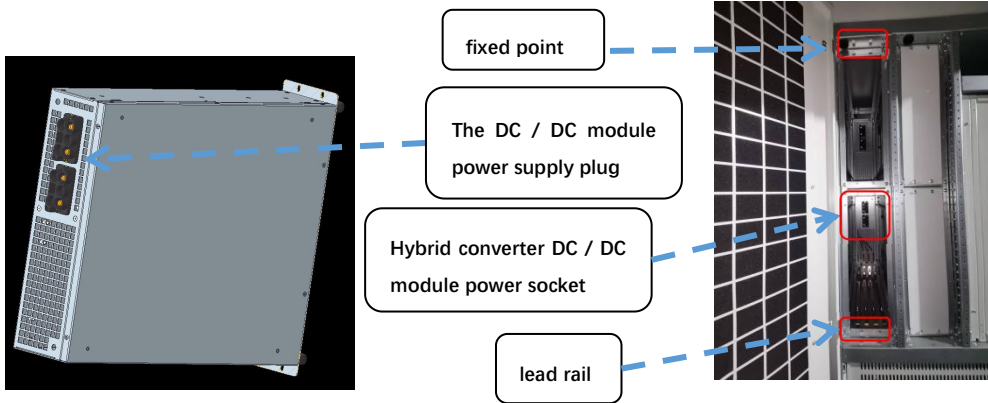 fixed point
The DC / DC module
power supply plug
Hybrid converter DC / DC
module power socket
lead rail